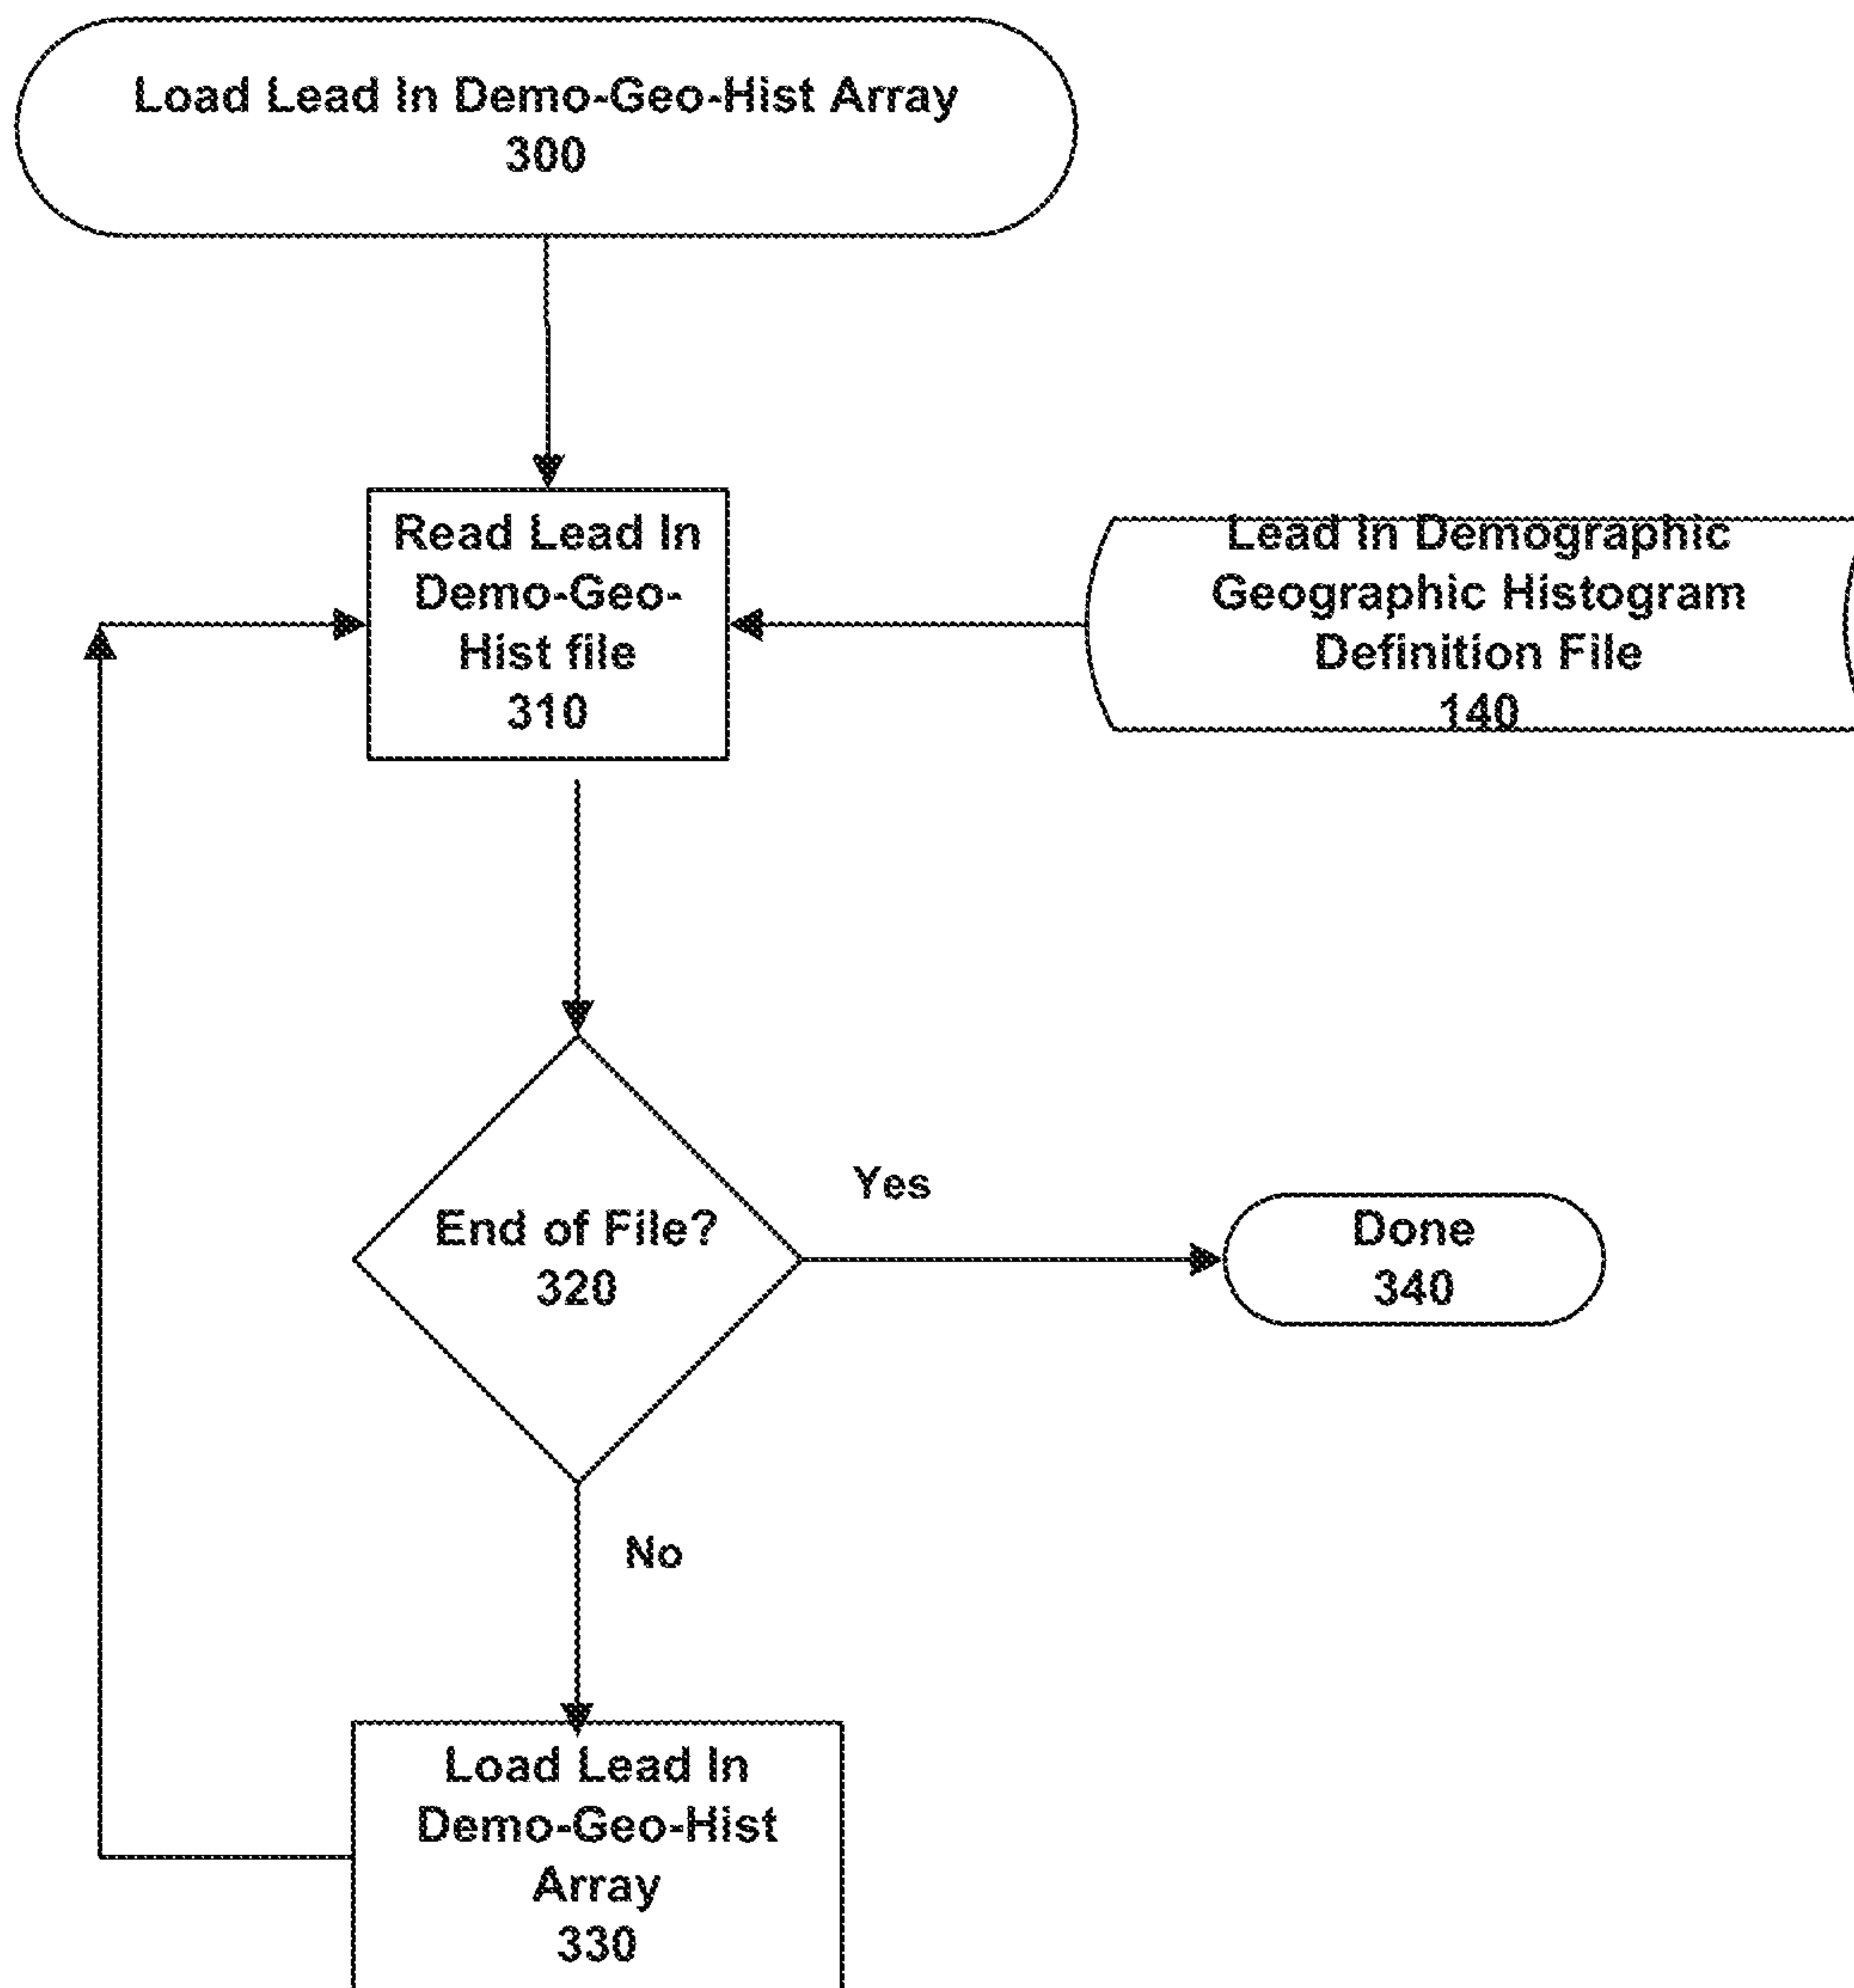 Load Lead In Demo-Geo-Hist Array
300
Read Lead In
Demo-Geo-
Hist file
310
Lead In Demographic
Geographic Histogram
Definition File
140
End of File?
320
Yes
Done
340
No
Load Lead In
Demo-Geo-Hist
Array
330